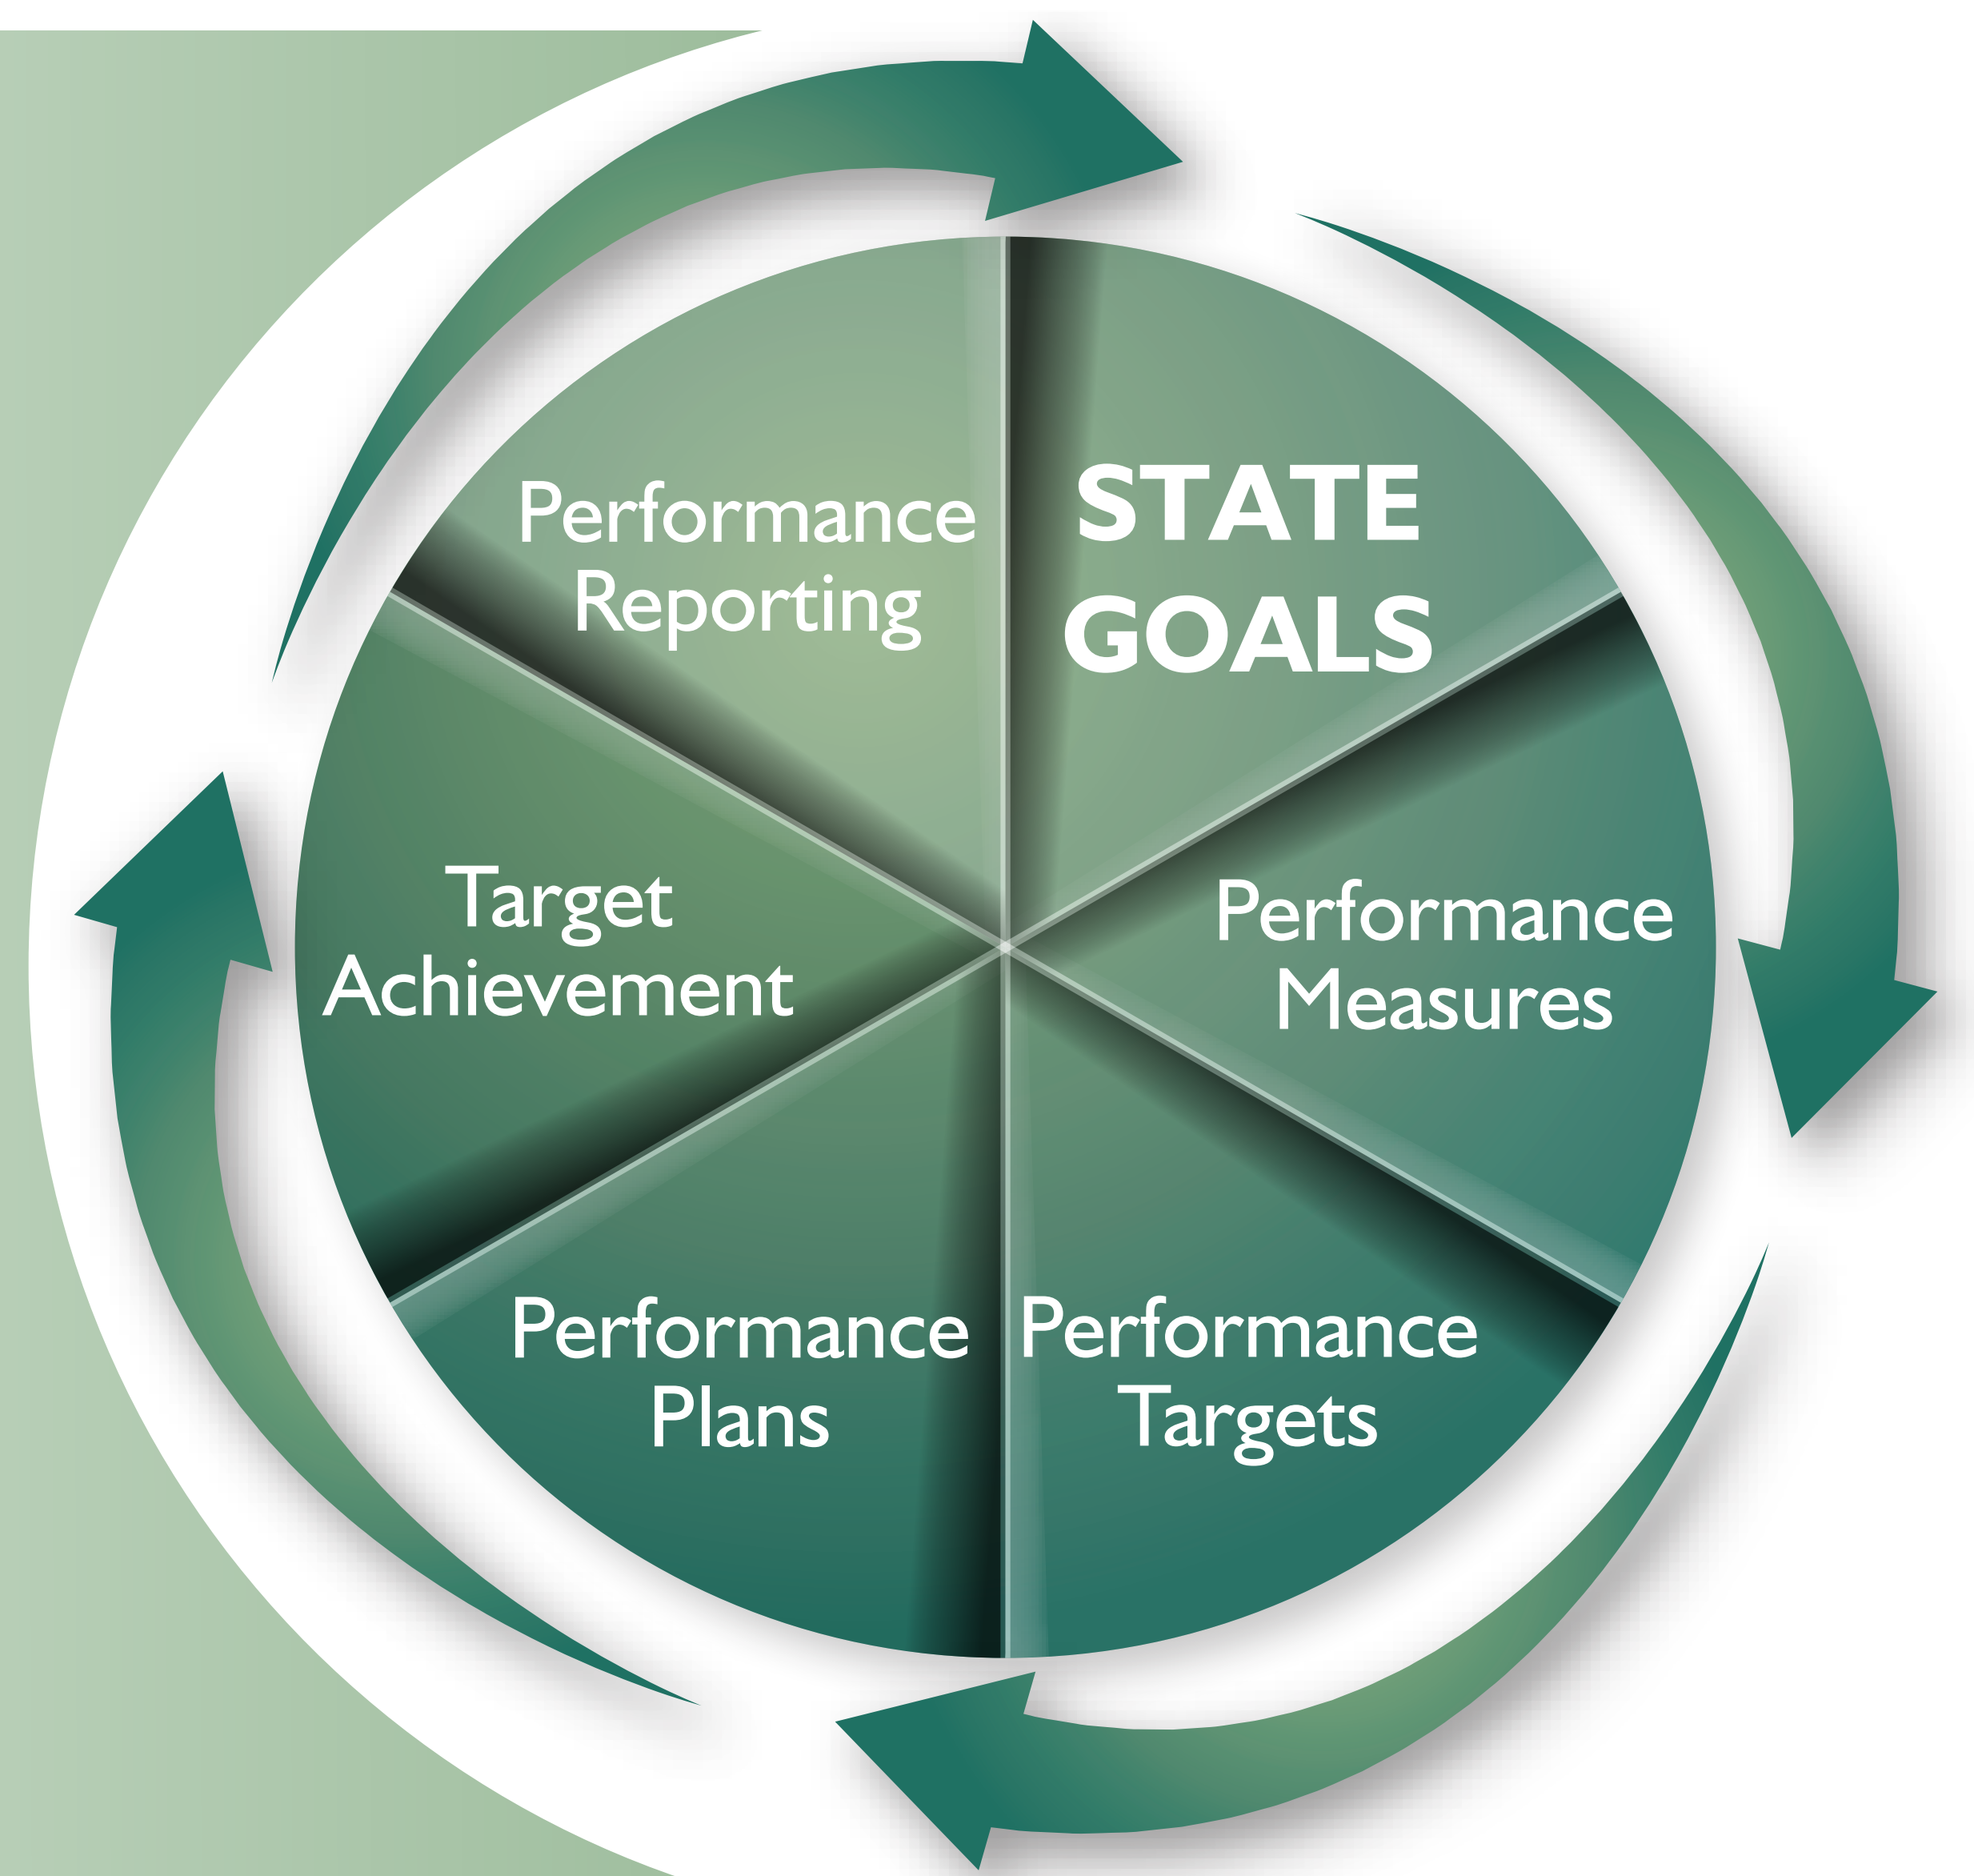 STATE
GOALS
Performance
Measures
Performance
Targets
Performance
Plans
Target
Achievement
Performance
Reporting